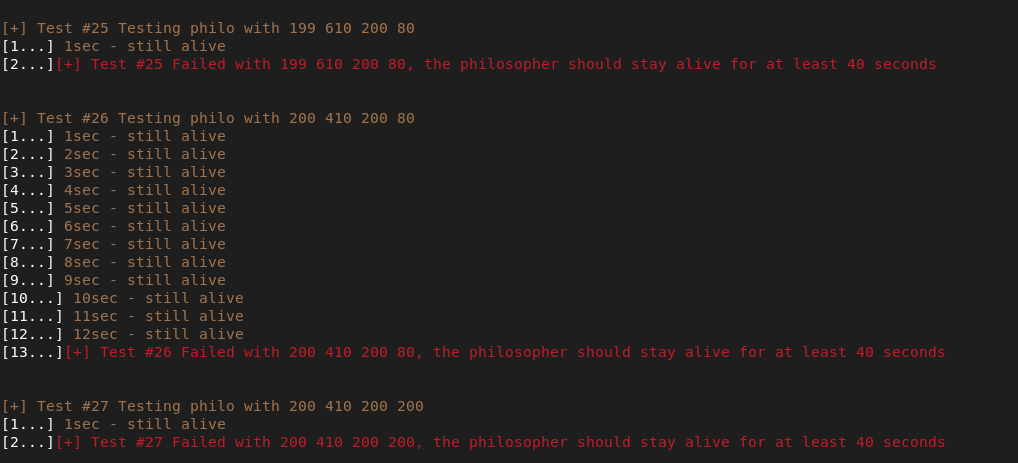 [+] Test #25 Testing philo with 199 610 200 80
[1...] 1sec - still alive
[2...][+] Test #25 Failed with 199 610 200 80, the philosopher should stay alive for at least 40 seconds
[+] Test #26 Testing philo with 200 410 200 80
[1...] 1sec - still alive
[2...] 2sec - still alive
[3...] 3sec - still alive
[4...] 4sec - still alive
[5...] 5sec - still alive
[6...] 6sec - still alive
[7...] 7sec - still alive
[8...] 8sec - still alive
[9...] 9sec - still alive
[10...] 10sec - still alive
[11...] 11sec - still alive
[12...] 12sec - still alive
[13...][+] Test #26 Failed with 200 410 200 80, the philosopher should stay alive for at least 40 seconds
[+] Test #27 Testing philo with 200 410 200 200
[1...] 1sec - still alive
[2...][+] Test #27 Failed with 200 410 200 200, the philosopher should stay alive for at least 40 seconds